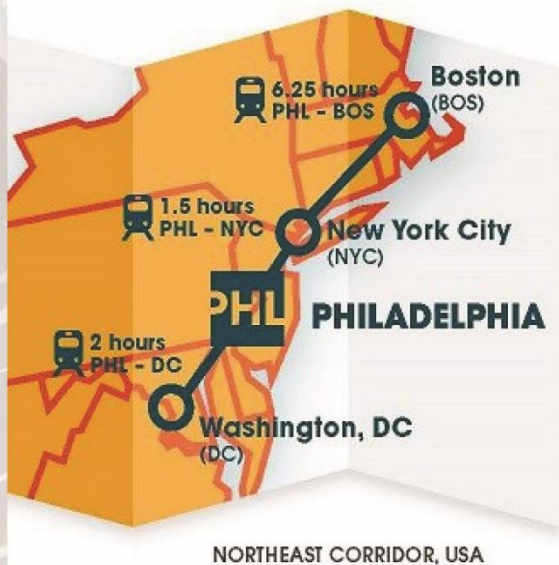 Boston
(BOS)
6.25 hours
PHL - BOS
1.5 hours
PHL - NYC
New York City
(NYC)
PHL
PHILADELPHIA
2 hours
PHL - DC
Washington, DC
(DC)
NORTHEAST CORRIDOR, USA